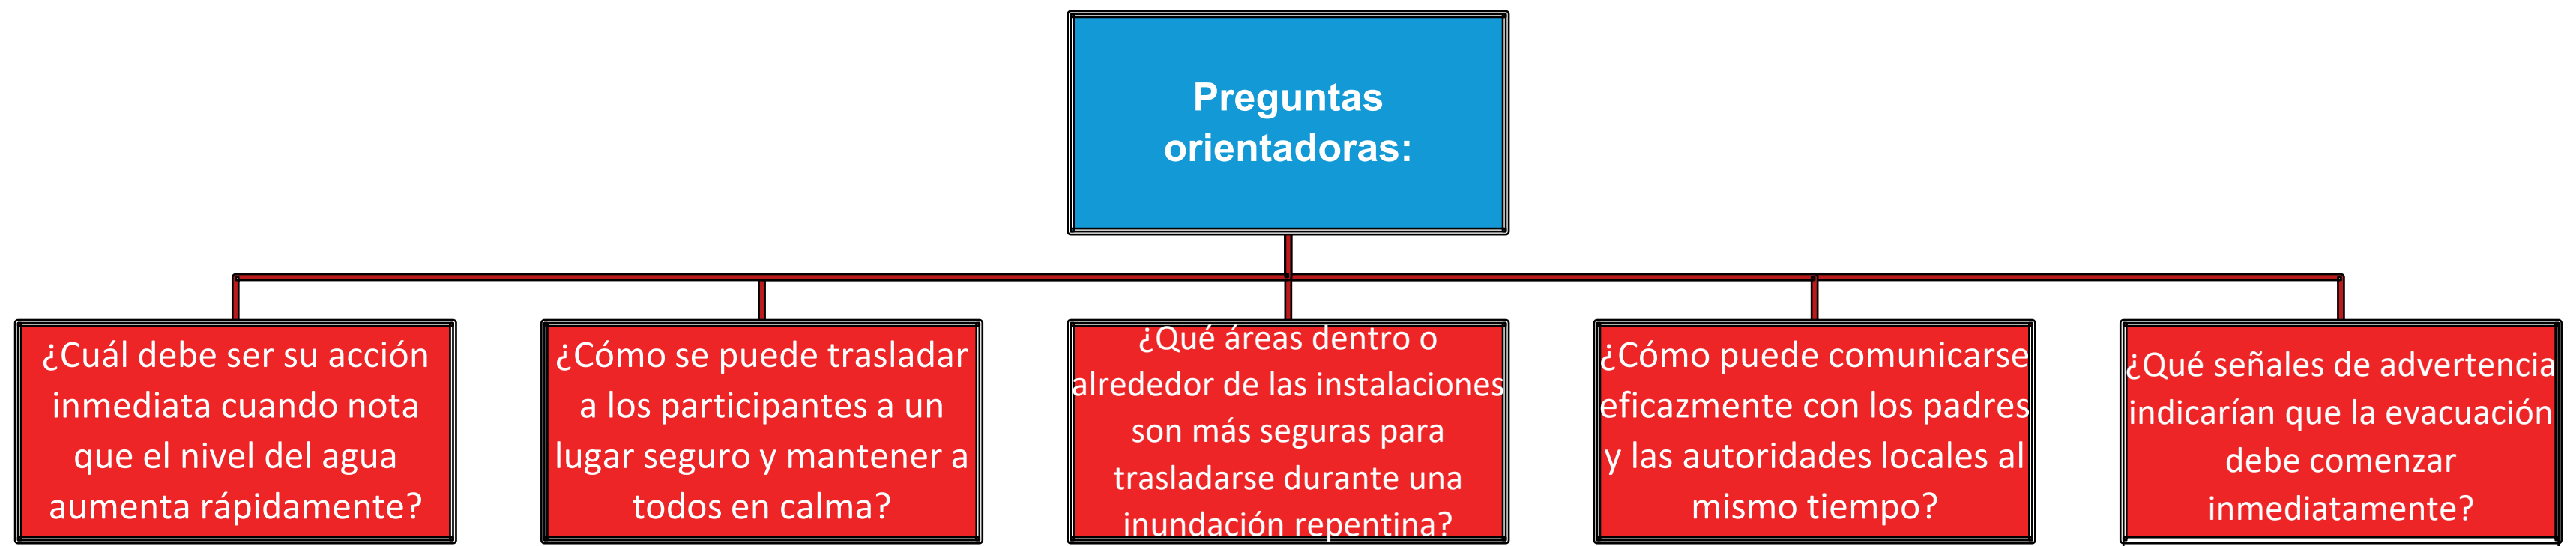 Preguntas
orientadoras:
¿Cuál debe ser su acción
inmediata cuando nota
que el nivel del agua
aumenta rápidamente?
¿Cómo se puede trasladar
a los participantes a un
lugar seguro y mantener a
todos en calma?
¿Qué áreas dentro o
alrededor de las instalaciones
son más seguras para
trasladarse durante una
inundación repentina?
¿Cómo puede comunicarse
eficazmente con los padres
y las autoridades locales al
mismo tiempo?
¿Qué señales de advertencia
indicarían que la evacuación
debe comenzar
inmediatamente?